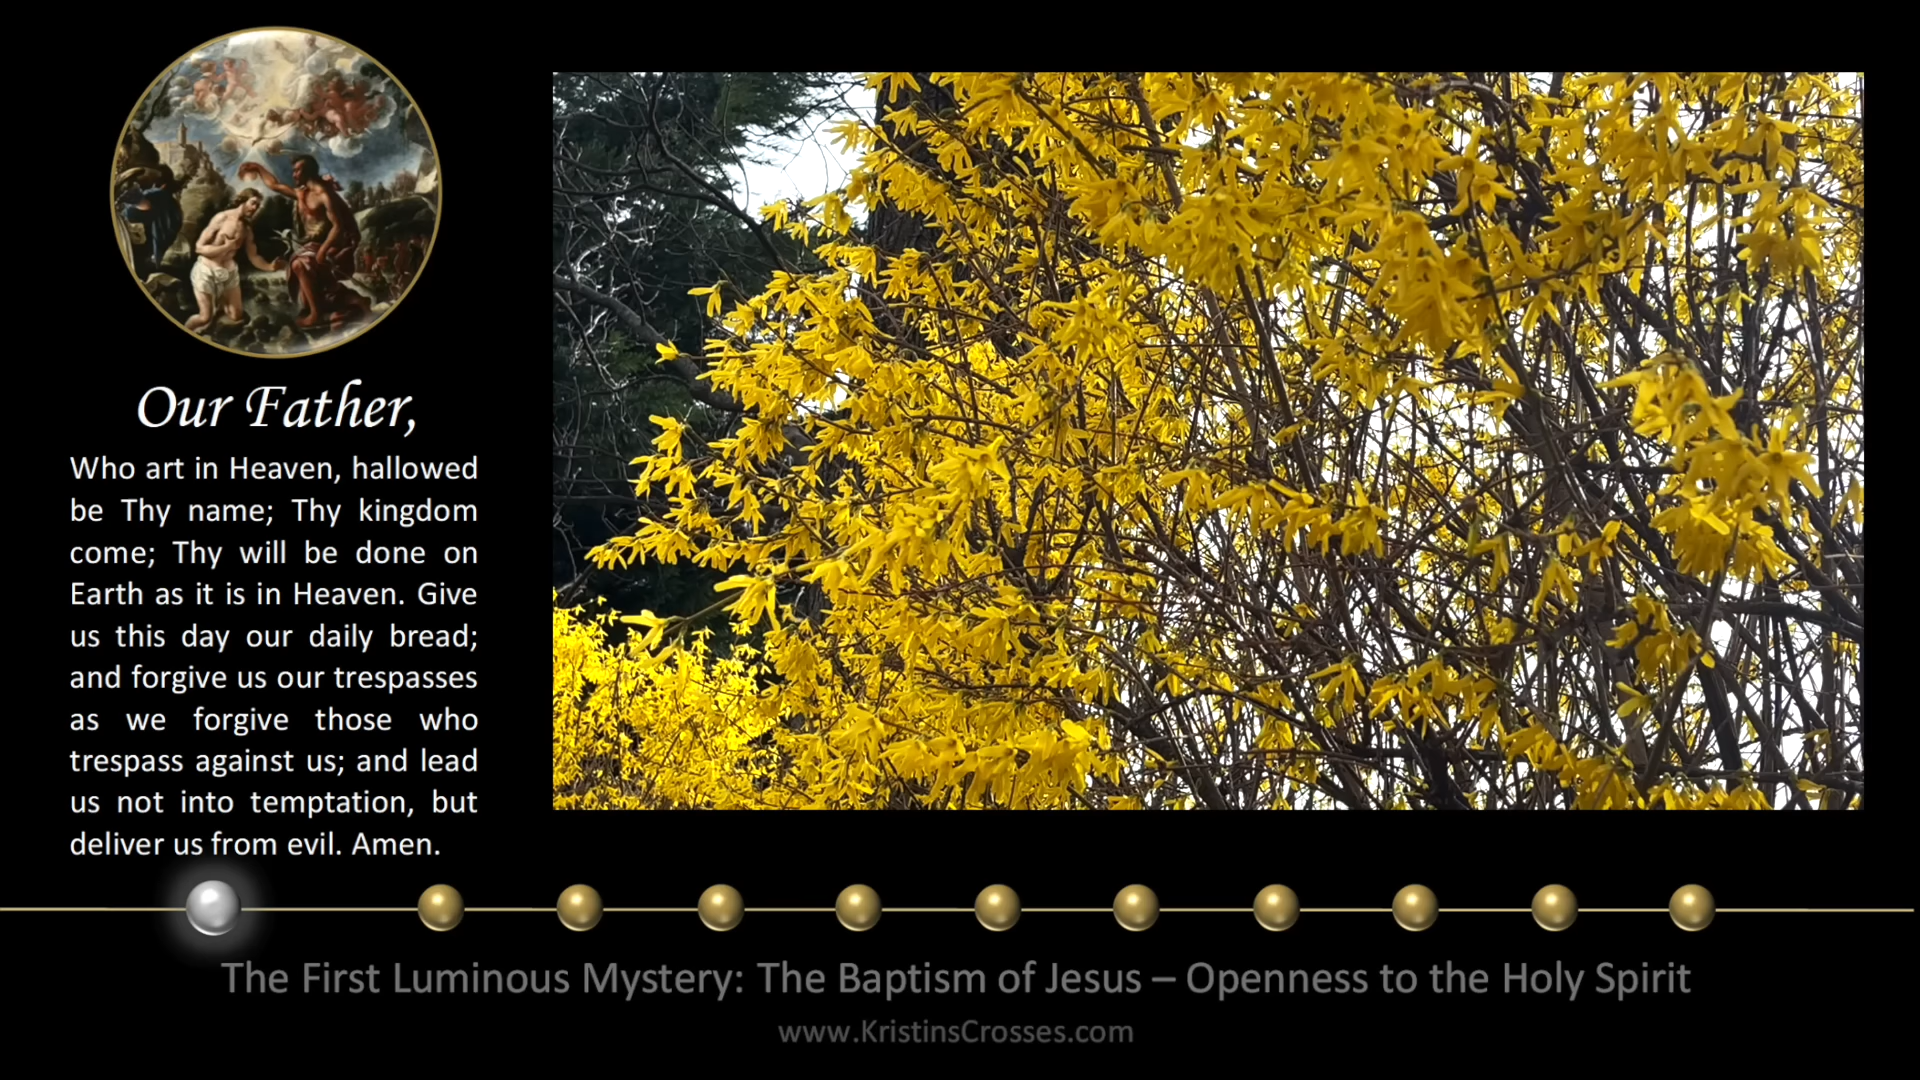 Our Father,
Who art in Heaven, hallowed
be Thy name; Thy kingdom
come; Thy will be done on
Earth as it is in Heaven. Give
us this day our daily bread;
and forgive us our trespasses
as we forgive those who
trespass against us; and lead
us not into temptation, but
deliver us from evil. Amen.
The First Luminous Mystery: The Baptism of Jesus – Openness to the Holy Spirit
www.KristinsCrosses.com